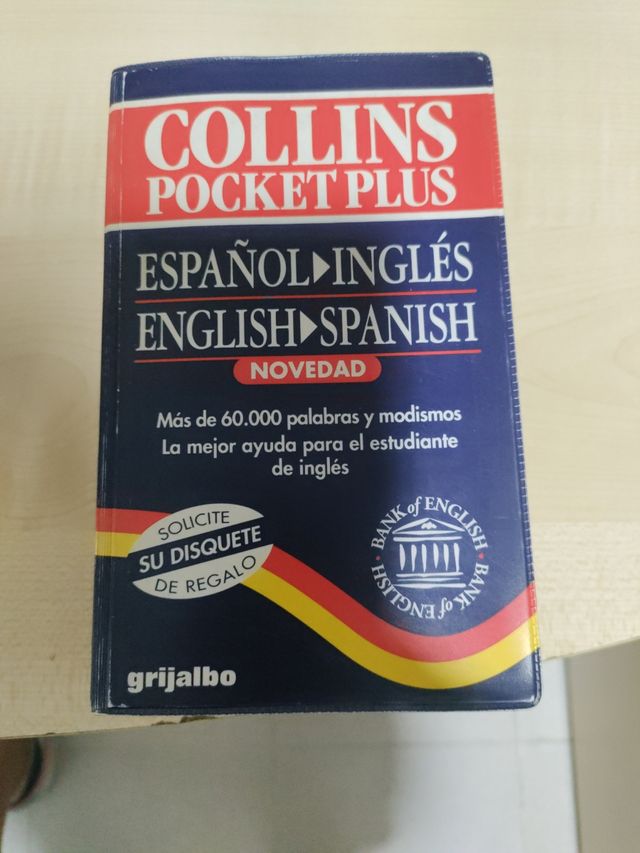 COLLINS
POCKET PLUS
ESPAÑOL▶INGLÉS
ENGLISH▶SPANISH
NOVEDAD
Más de 60.000 palabras y modismos
La mejor ayuda para el estudiante
de inglés
SOLICITE
SU DISQUETE
DE REGALO
BANK of ENGLISH • BANK of ENGLISH •
grijalbo